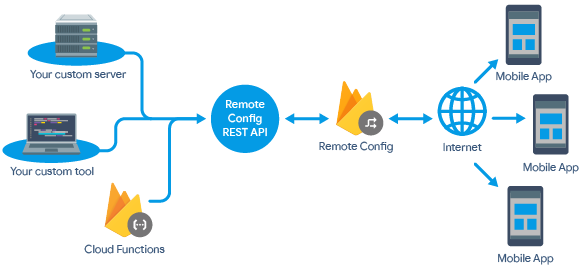 Your custom server
Your custom tool
Cloud Functions
Remote
Config
REST API
Remote Config
Internet
Mobile App
Mobile App
Mobile App